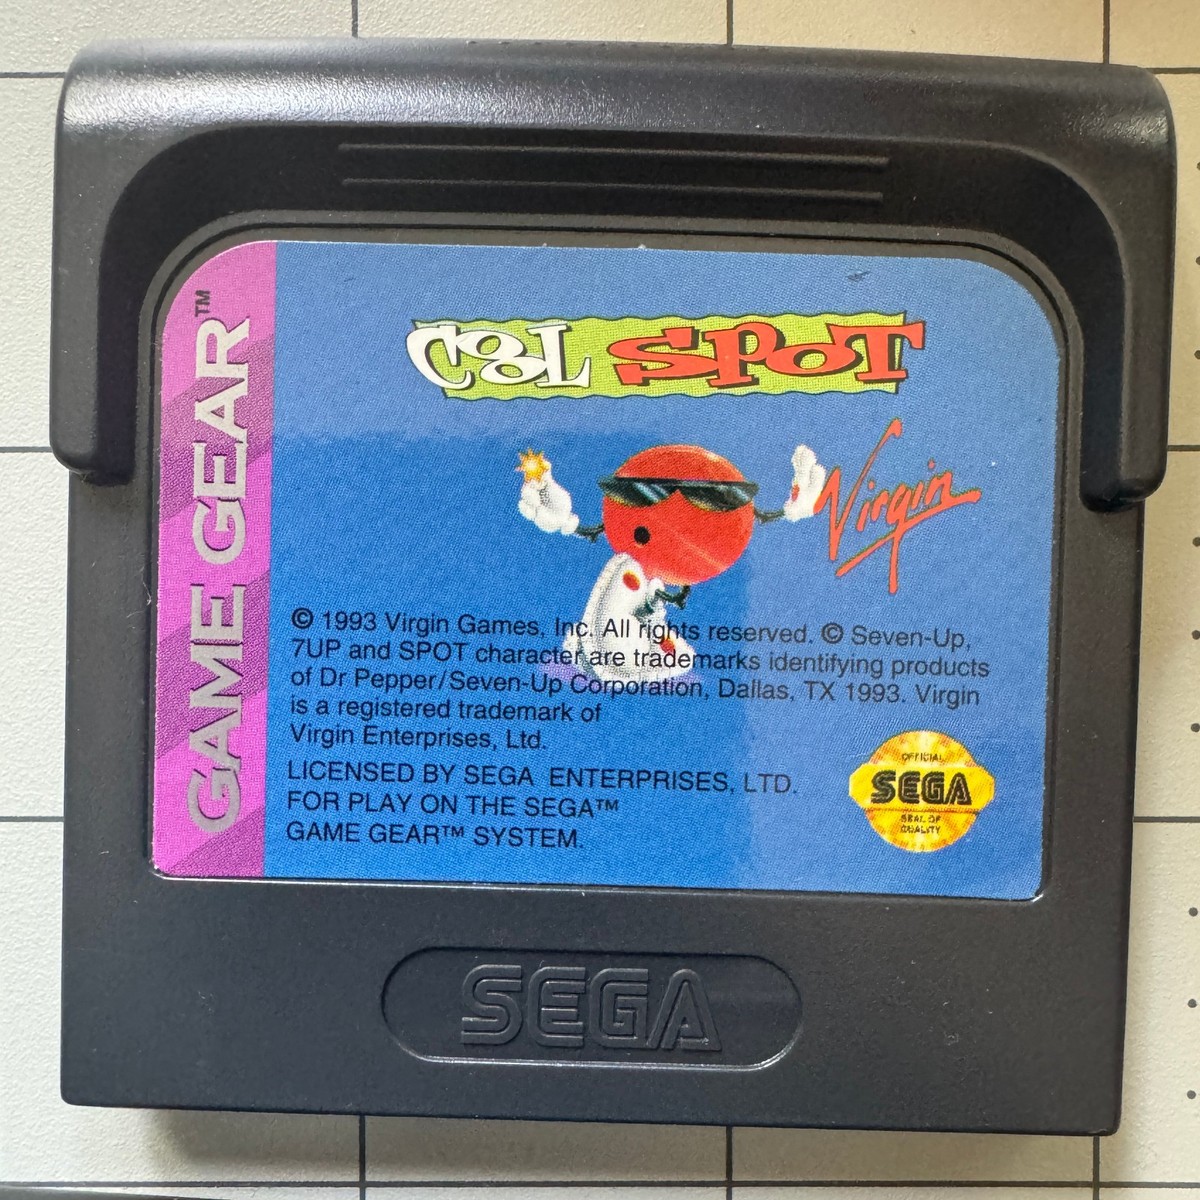 GAME GEAR™
COOL SPOT
Virgin
© 1993 Virgin Games, Inc. All rights reserved. © Seven-Up,
7UP and SPOT character are trademarks identifying products
of Dr Pepper/Seven-Up Corporation, Dallas, TX 1993. Virgin
is a registered trademark of
Virgin Enterprises, Ltd.
LICENSED BY SEGA ENTERPRISES, LTD.
FOR PLAY ON THE SEGA™
GAME GEAR™ SYSTEM.
OFFICIAL
SEGA
SEAL OF
QUALITY
SEGA